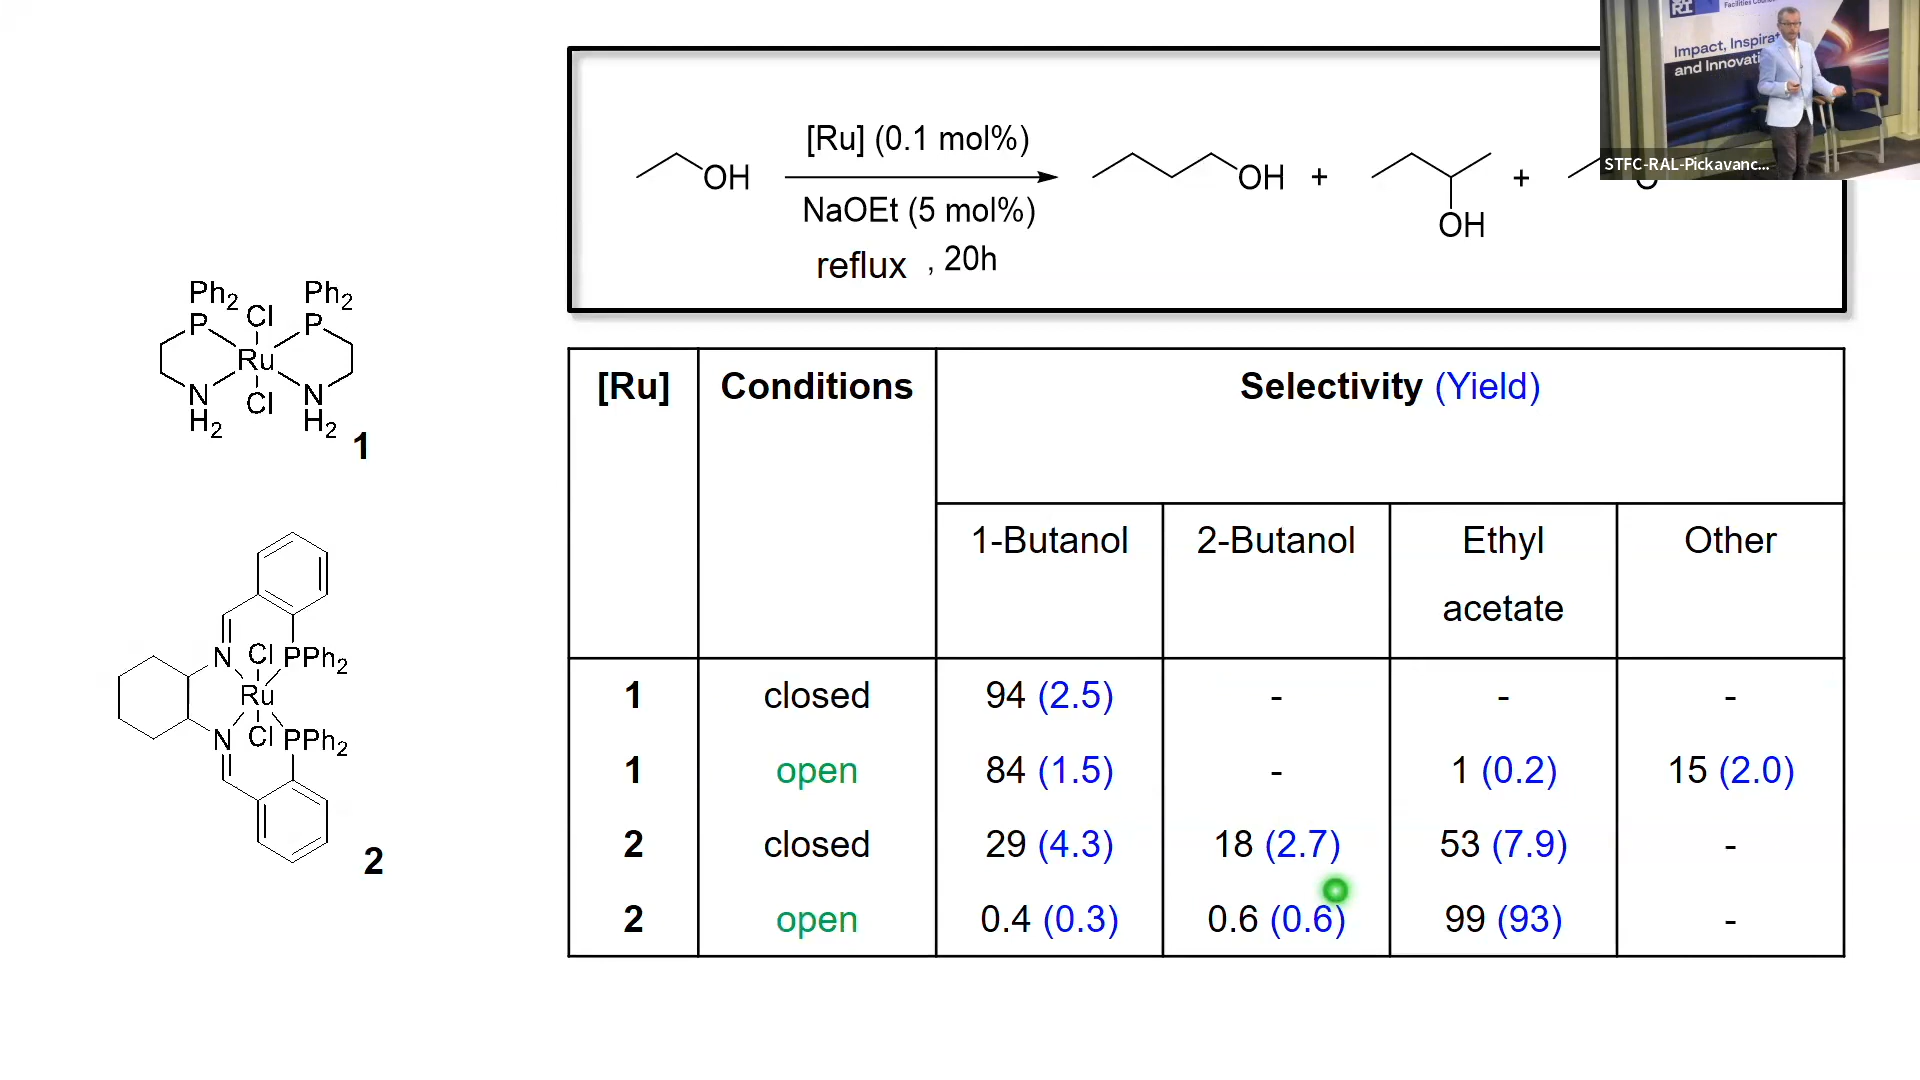 Facilities Council
Impact, Inspirat
and Innovati
STFC-RAL-Pickavanc...
[Ru] (0.1 mol%)
OH
NaOEt (5 mol%)
reflux , 20h
OH + OH + O
Ph2 Ph2
P Cl P
Ru
N Cl N
H2 H2
1
N Cl PPh2
Ru
N Cl PPh2
2
[Ru] Conditions Selectivity (Yield)
1-Butanol 2-Butanol Ethyl acetate Other
1 closed 94 (2.5) - - -
1 open 84 (1.5) - 1 (0.2) 15 (2.0)
2 closed 29 (4.3) 18 (2.7) 53 (7.9) -
2 open 0.4 (0.3) 0.6 (0.6) 99 (93) -